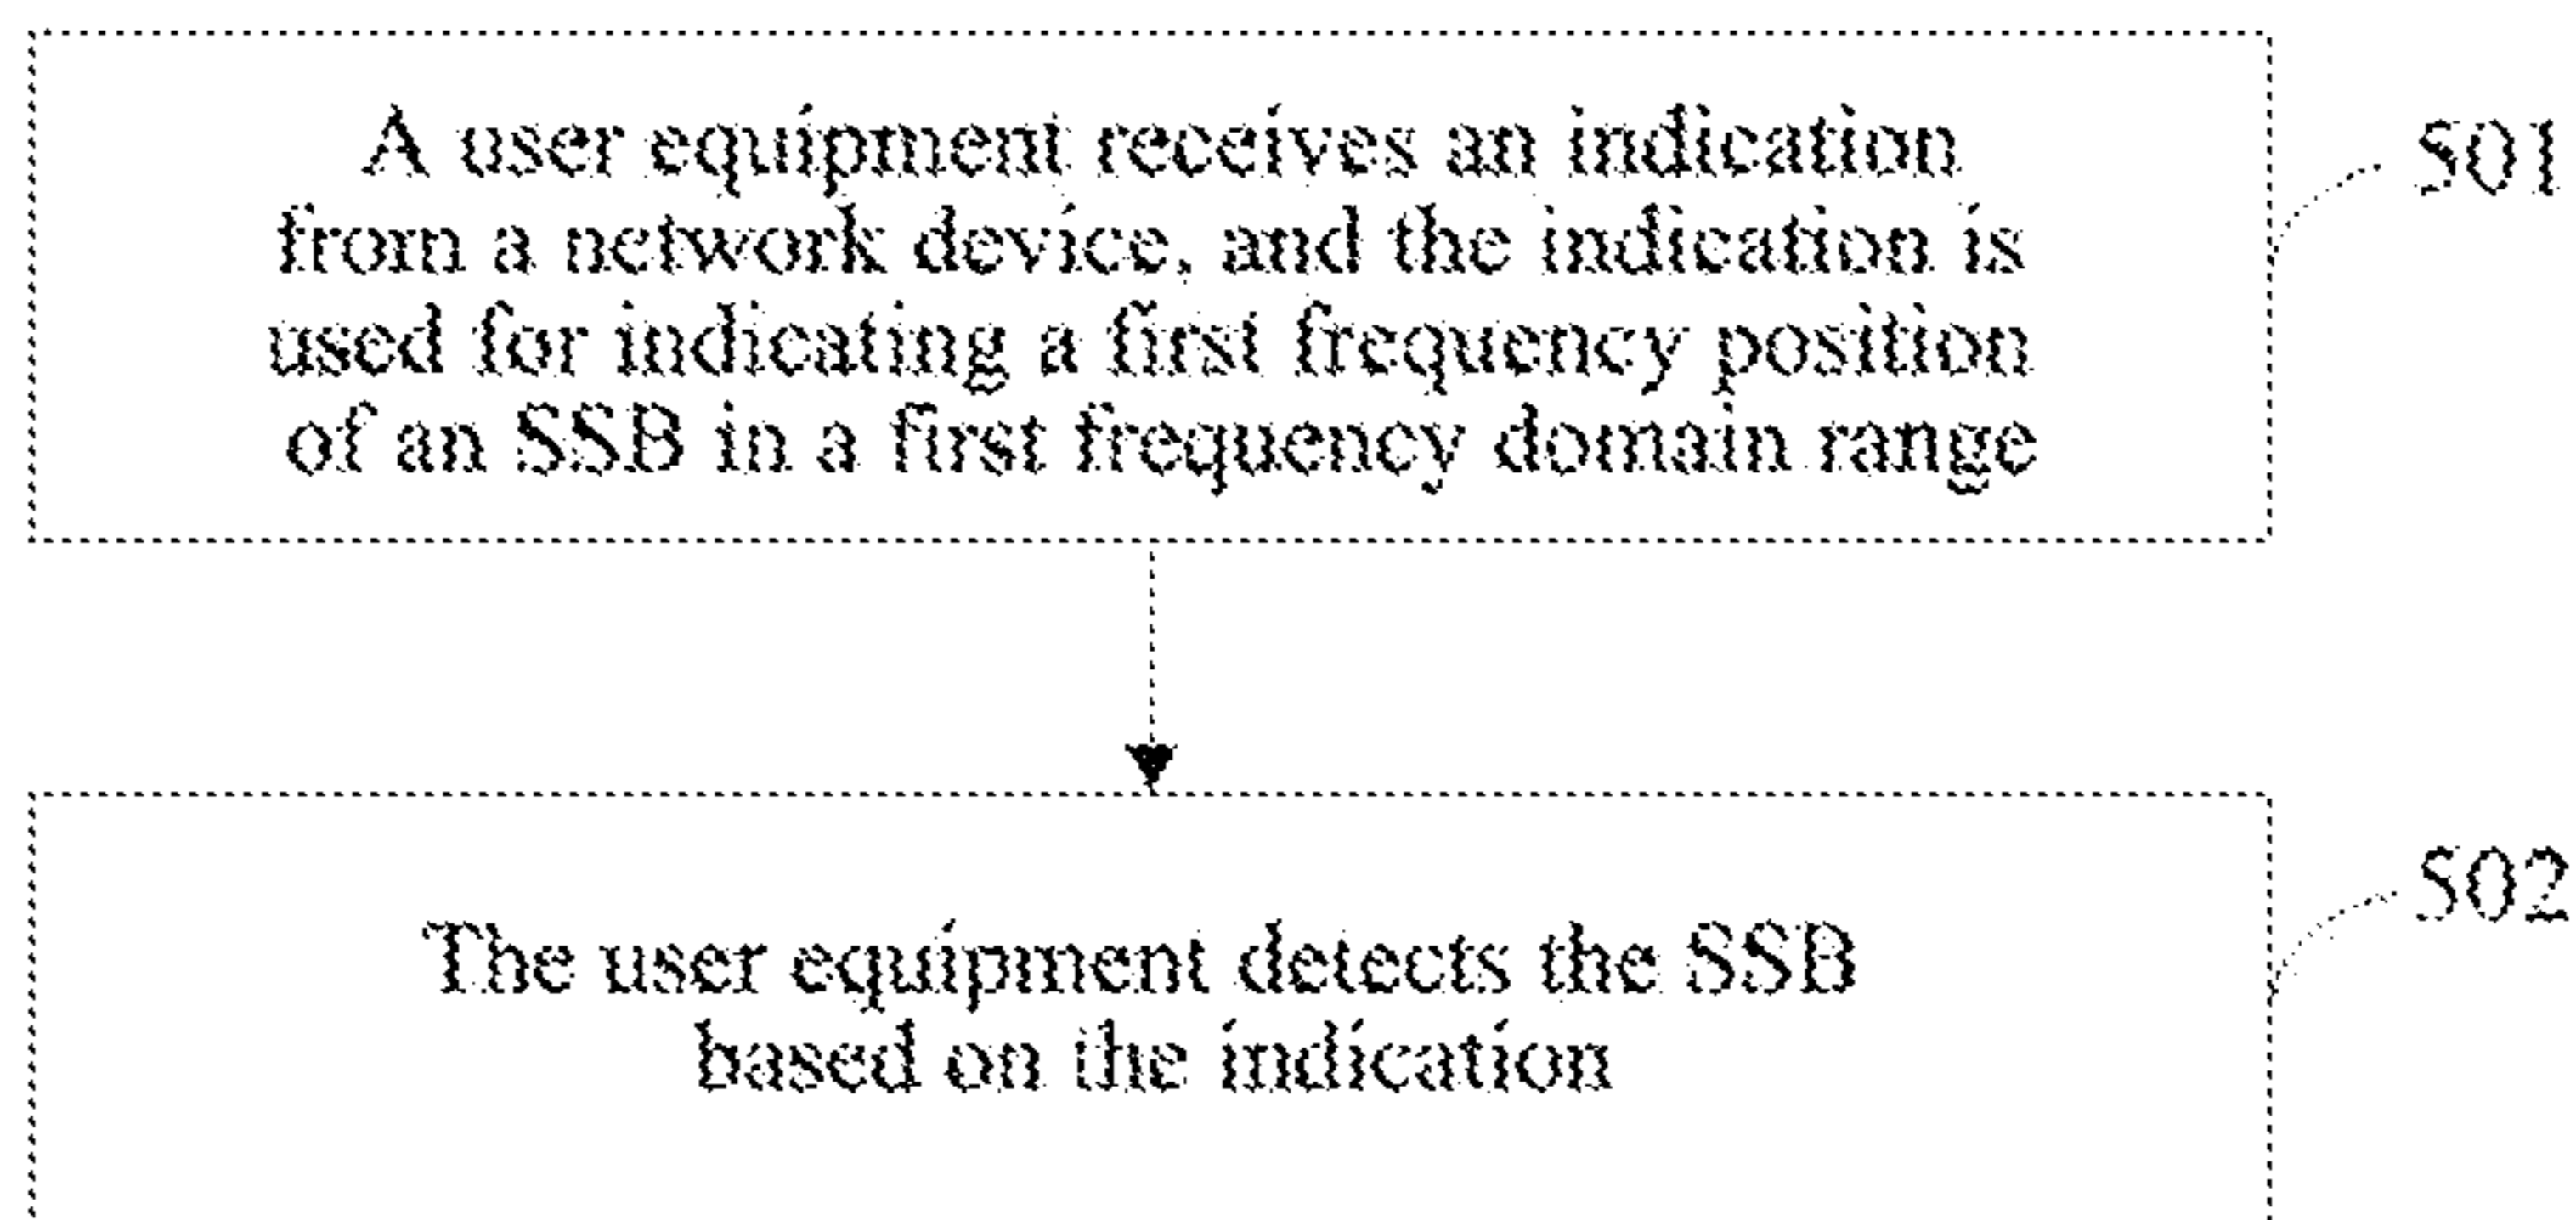 A user equipment receives an indication
from a network device, and the indication is
used for indicating a first frequency position
of an SSB in a first frequency domain range
501
The user equipment detects the SSB
based on the indication
502